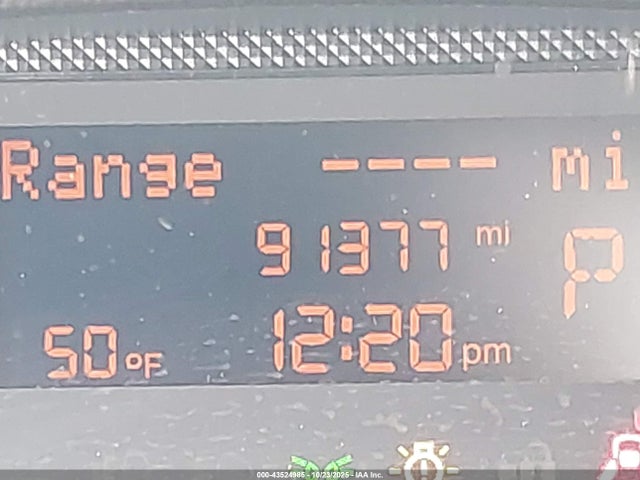 Range ---- mi
91377 mi
P
50°F 12:20 pm
000-43524985 - 10/23/2025 - IAA Inc.